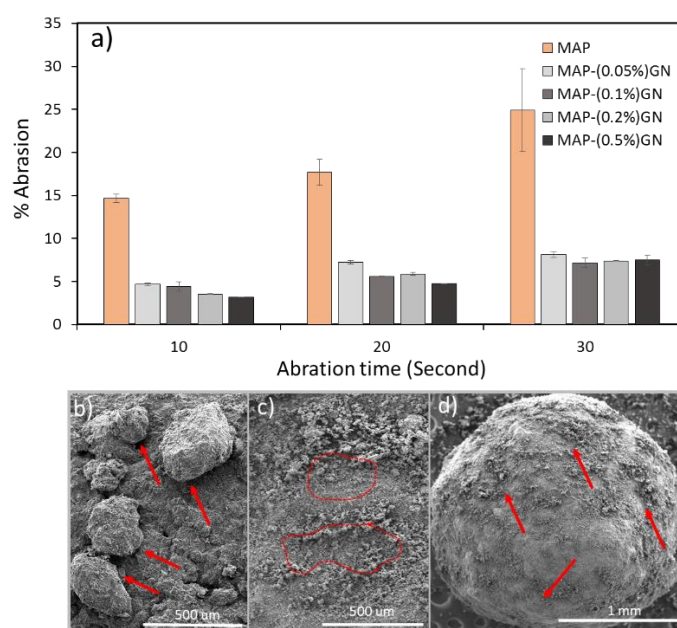 a)
35
30
25
20
15
10
5
0
% Abrasion
MAP
MAP-(0.05%)GN
MAP-(0.1%)GN
MAP-(0.2%)GN
MAP-(0.5%)GN
10 20 30
Abration time (Second)
b) c) d)
500 um 500 um 1 mm